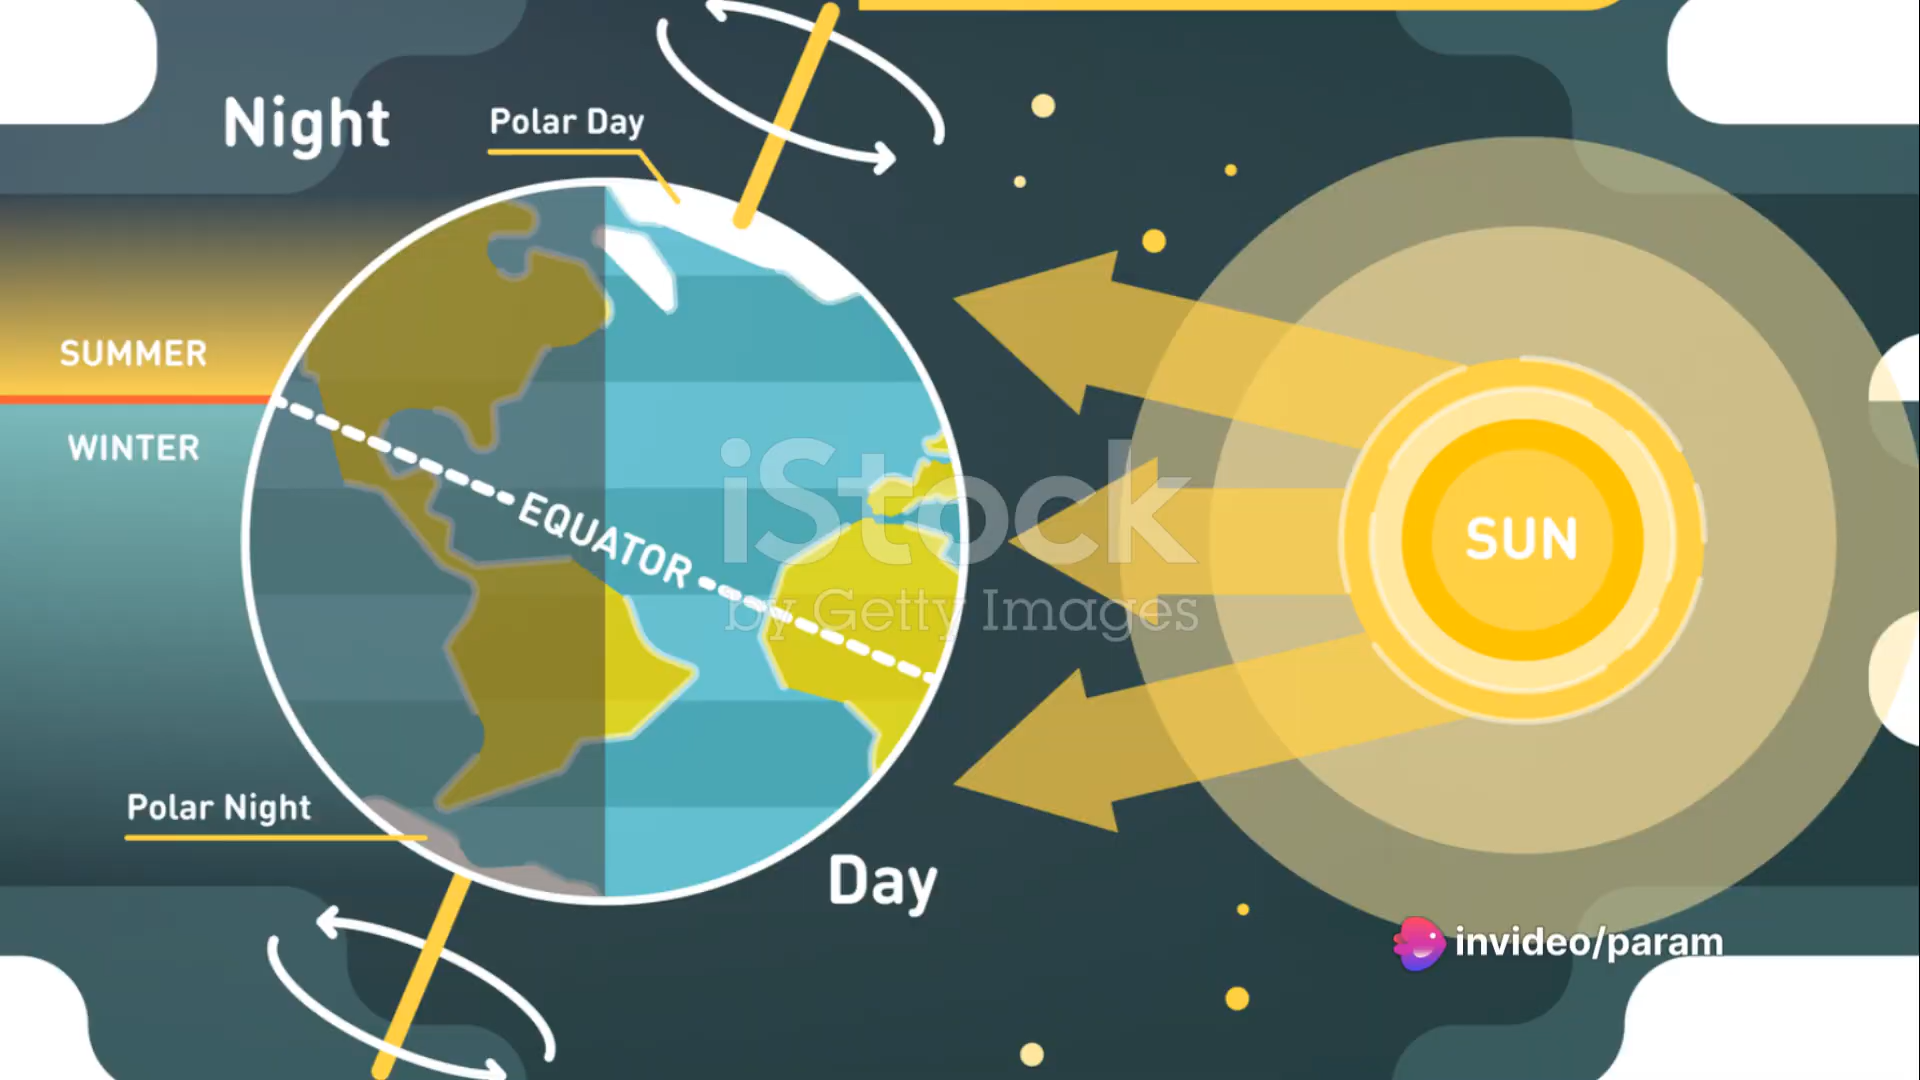 Night
Polar Day
SUMMER
WINTER
EQUATOR
iStock
by Getty Images
SUN
Polar Night
Day
invideo/param